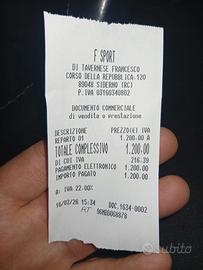 F SPORT
DI TAVERNESE FRANCESCO
CORSO DELLA REPUBBLICA-120
89048 SIDERNO (RC)
P.IVA 03160340802
DOCUMENTO COMMERCIALE
di vendita o prestazione
DESCRIZIONE PREZZO(€) IVA
REPARTO 01 1.200.00 A
TOTALE COMPLESSIVO 1.200.00
DI CUI IVA 216.39
PAGAMENTO ELETTRONICO 1.200.00
IMPORTO PAGATO 1.200.00
A: IVA 22.00%
16/02/26 15:34 DOC.1634-0002
RT 96MB0068878
subito